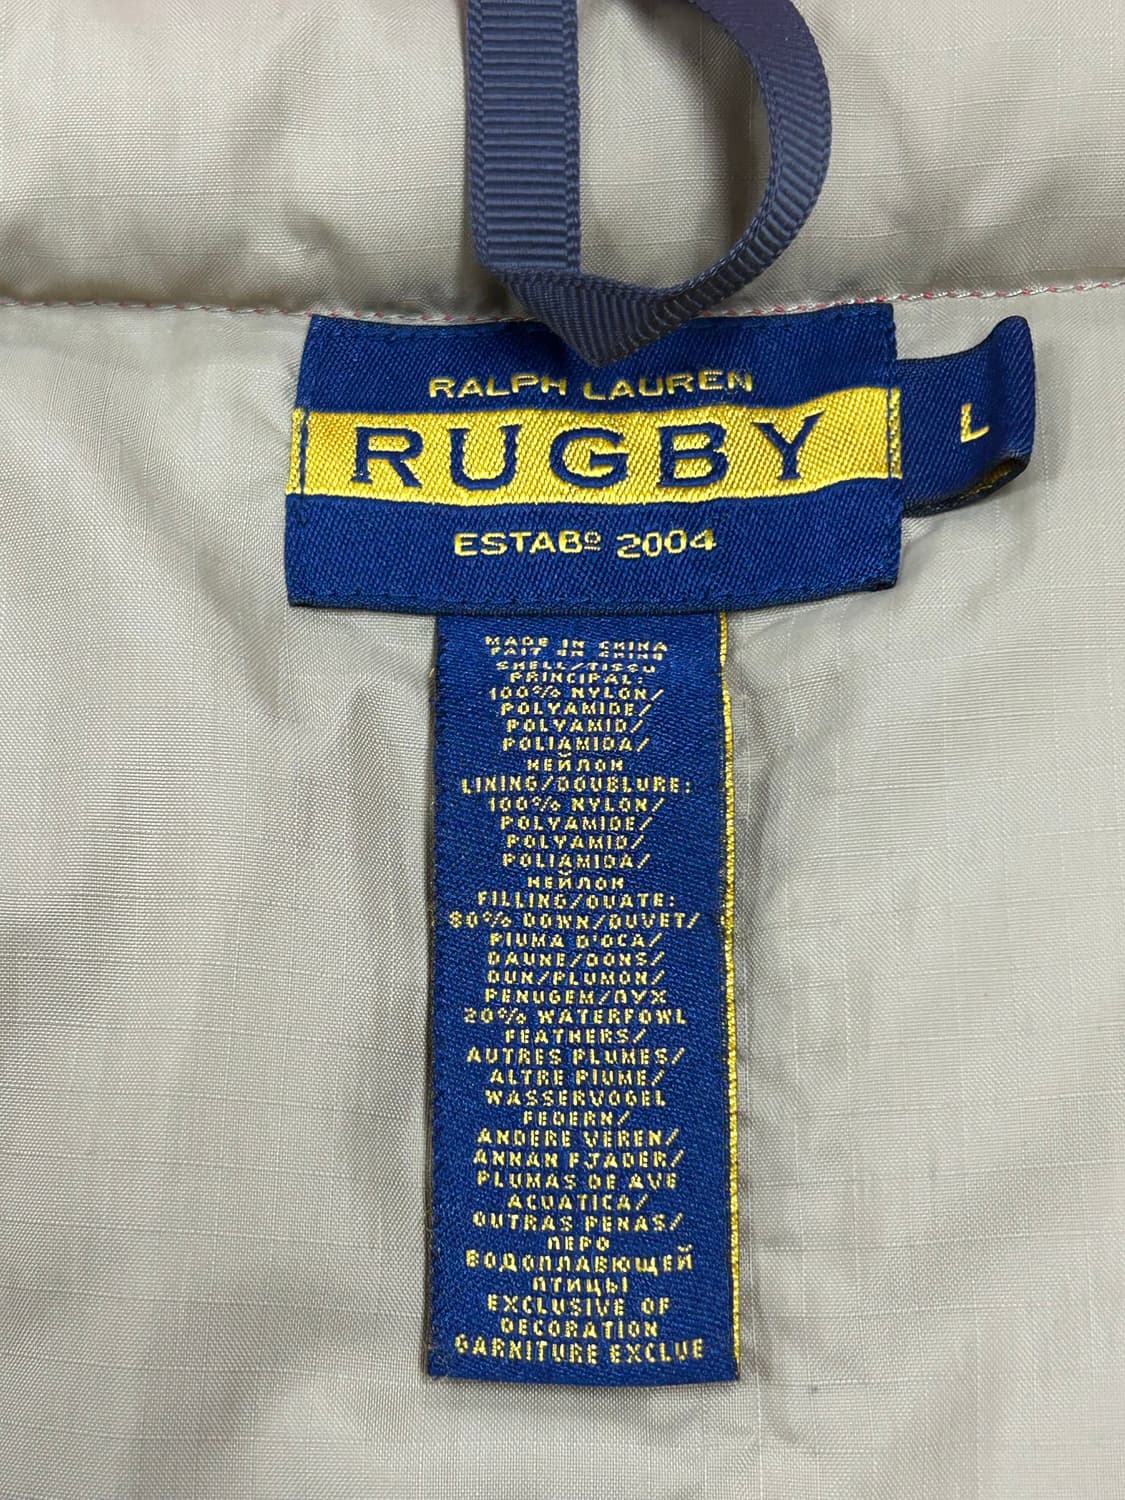 RALPH LAUREN
RUGBY
L
ESTABº 2004
MADE IN CHINA
FAIT EN CHINE
SHELL/TISSU
PRINCIPAL:
100% NYLON/
POLYAMIDE/
POLYAMID/
POLIAMIDA/
НЕЙЛОН
LINING/DOUBLURE:
100% NYLON/
POLYAMIDE/
POLYAMID/
POLIAMIDA/
НЕЙЛОН
FILLING/OUATE:
80% DOWN/DUVET/
PIUMA D'OCA/
DAUNE/DONS/
DUN/PLUMON/
PENUGEM/ПУХ
20% WATERFOWL
FEATHERS/
AUTRES PLUMES/
ALTRE PIUME/
WASSERVOGEL
FEDERN/
ANDERE VEREN/
ANNAN FJADER/
PLUMAS DE AVE
ACUATICA/
OUTRAS PENAS/
ПЕРО
ВОДОПЛАВЮЩЕЙ
ПТИЦЫ
EXCLUSIVE OF
DECORATION
GARNITURE EXCLUE